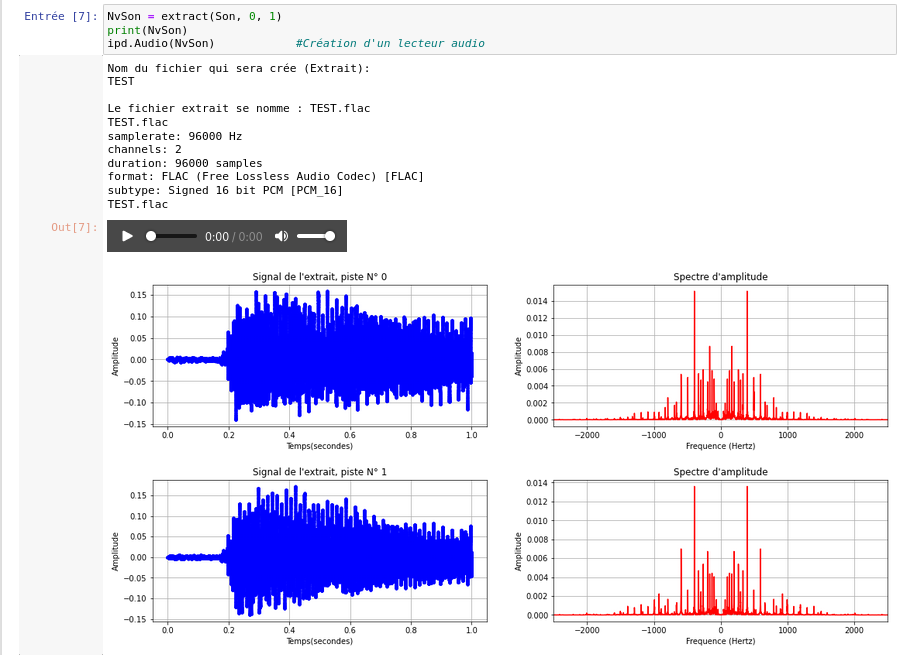 Entrée [7]: NvSon = extract(Son, 0, 1)
print(NvSon)
ipd.Audio(NvSon) #Création d'un lecteur audio
Nom du fichier qui sera crée (Extrait):
TEST
Le fichier extrait se nomme : TEST.flac
TEST.flac
samplerate: 96000 Hz
channels: 2
duration: 96000 samples
format: FLAC (Free Lossless Audio Codec) [FLAC]
subtype: Signed 16 bit PCM [PCM_16]
TEST.flac
Out[7]:
0:00 / 0:00
Signal de l'extrait, piste N° 0
0.15
0.10
0.05
0.00
−0.05
−0.10
−0.15
Amplitude
0.0 0.2 0.4 0.6 0.8 1.0
Temps(secondes)
Spectre d'amplitude
0.014
0.012
0.010
0.008
0.006
0.004
0.002
0.000
Amplitude
−2000 −1000 0 1000 2000
Frequence (Hertz)
Signal de l'extrait, piste N° 1
0.15
0.10
0.05
0.00
−0.05
−0.10
−0.15
Amplitude
0.0 0.2 0.4 0.6 0.8 1.0
Temps(secondes)
Spectre d'amplitude
0.014
0.012
0.010
0.008
0.006
0.004
0.002
0.000
Amplitude
−2000 −1000 0 1000 2000
Frequence (Hertz)